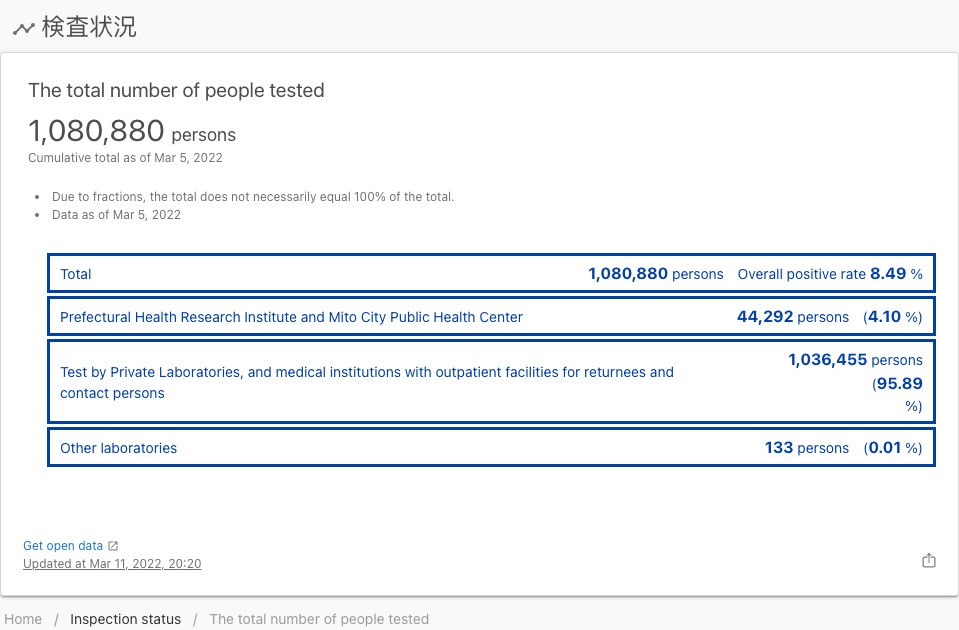 検査状況
The total number of people tested
1,080,880 persons
Cumulative total as of Mar 5, 2022
• Due to fractions, the total does not necessarily equal 100% of the total.
• Data as of Mar 5, 2022
Total 1,080,880 persons Overall positive rate 8.49 %
Prefectural Health Research Institute and Mito City Public Health Center 44,292 persons (4.10 %)
Test by Private Laboratories, and medical institutions with outpatient facilities for returnees and
contact persons
1,036,455 persons
(95.89
%)
Other laboratories 133 persons (0.01 %)
Get open data
Updated at Mar 11, 2022, 20:20
Home / Inspection status / The total number of people tested